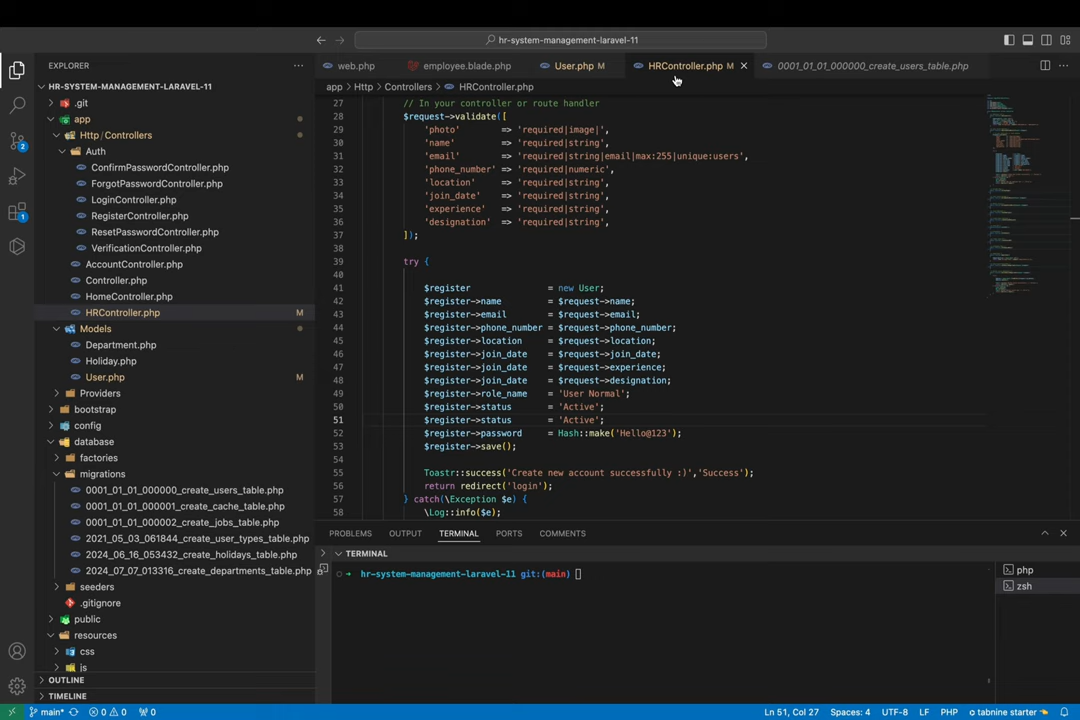 hr-system-management-laravel-11
EXPLORER
web.php
employee.blade.php
User.php M
HRController.php M
0001_01_01_000000_create_users_table.php
HR-SYSTEM-MANAGEMENT-LARAVEL-11
app > Http > Controllers > HRController.php
.git
app
Http / Controllers
Auth
ConfirmPasswordController.php
ForgotPasswordController.php
LoginController.php
RegisterController.php
ResetPasswordController.php
VerificationController.php
AccountController.php
Controller.php
HomeController.php
HRController.php M
Models
Department.php
Holiday.php
User.php M
Providers
bootstrap
config
database
factories
migrations
0001_01_01_000000_create_users_table.php
0001_01_01_000001_create_cache_table.php
0001_01_01_000002_create_jobs_table.php
2021_05_03_061844_create_user_types_table.php
2024_06_16_053432_create_holidays_table.php
2024_07_07_013316_create_departments_table.php
seeders
.gitignore
public
resources
css
js
OUTLINE
TIMELINE
2
1
27 // In your controller or route handler
28 $request->validate([
29 'photo' => 'required|image|',
30 'name' => 'required|string',
31 'email' => 'required|string|email|max:255|unique:users',
32 'phone_number' => 'required|numeric',
33 'location' => 'required|string',
34 'join_date' => 'required|string',
35 'experience' => 'required|string',
36 'designation' => 'required|string',
37 ]);
38
39 try {
40
41 $register = new User;
42 $register->name = $request->name;
43 $register->email = $request->email;
44 $register->phone_number = $request->phone_number;
45 $register->location = $request->location;
46 $register->join_date = $request->join_date;
47 $register->join_date = $request->experience;
48 $register->join_date = $request->designation;
49 $register->role_name = 'User Normal';
50 $register->status = 'Active';
51 $register->status = 'Active';
52 $register->password = Hash::make('Hello@123');
53 $register->save();
54
55 Toastr::success('Create new account successfully :)','Success');
56 return redirect('login');
57 } catch(\Exception $e) {
58 \Log::info($e);
PROBLEMS OUTPUT TERMINAL PORTS COMMENTS
TERMINAL
hr-system-management-laravel-11 git:(main)
php
zsh
main* 0 0 0 Ln 51, Col 27 Spaces: 4 UTF-8 LF PHP tabnine starter